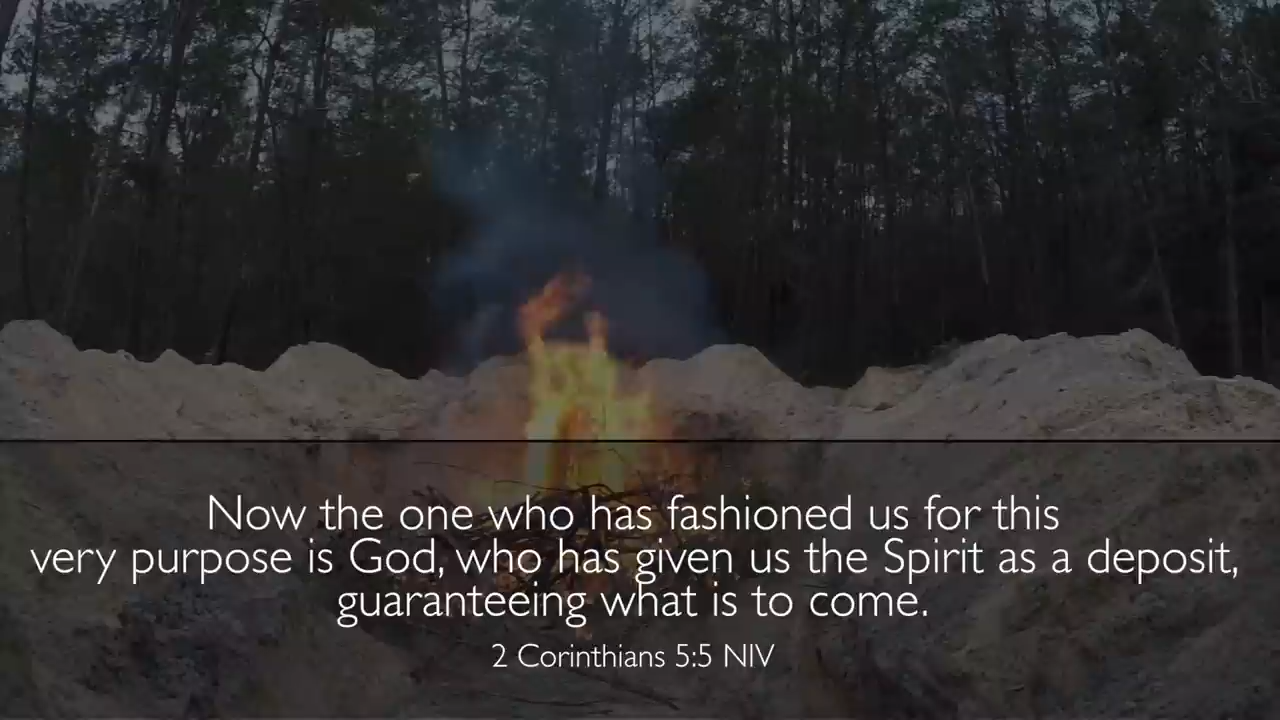 Now the one who has fashioned us for this
very purpose is God, who has given us the Spirit as a deposit,
guaranteeing what is to come.
2 Corinthians 5:5 NIV